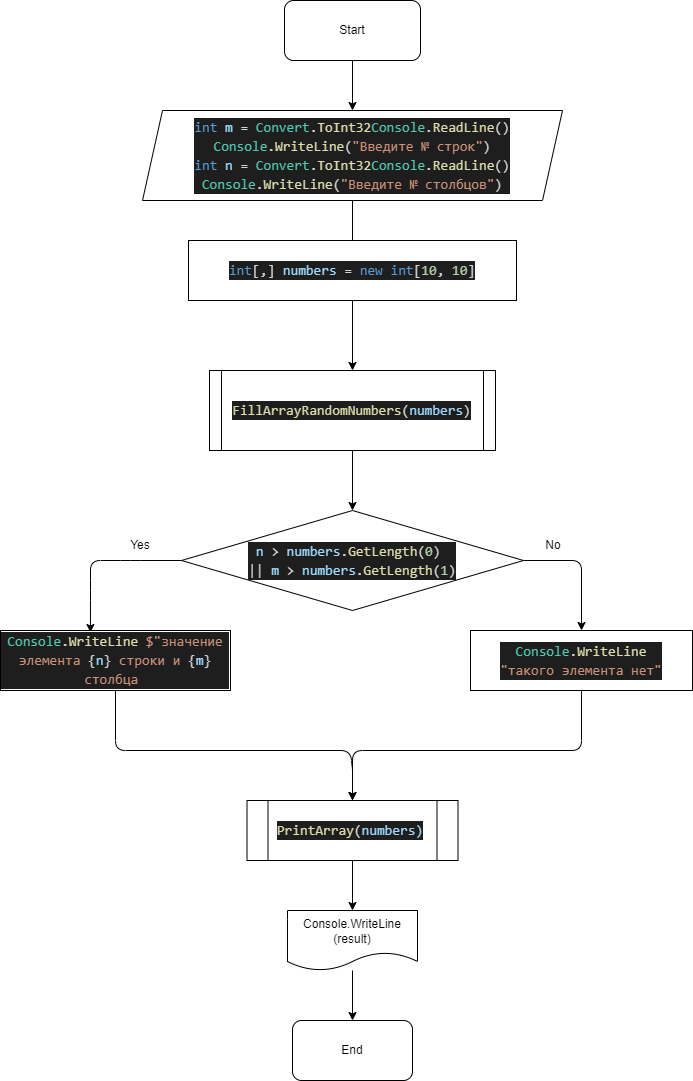 Start
int m = Convert.ToInt32Console.ReadLine()
Console.WriteLine("Введите № строк")
int n = Convert.ToInt32Console.ReadLine()
Console.WriteLine("Введите № столбцов")
int[,] numbers = new int[10, 10]
FillArrayRandomNumbers(numbers)
Yes
No
n > numbers.GetLength(0)
|| m > numbers.GetLength(1)
Console.WriteLine $"значение
элемента {n} строки и {m}
столбца
Console.WriteLine
"такого элемента нет"
PrintArray(numbers)
Console.WriteLine
(result)
End